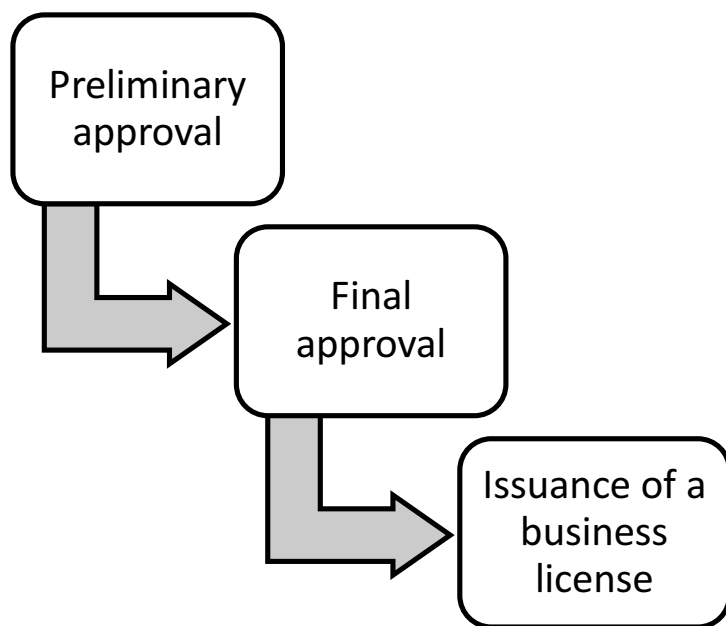 Preliminary
approval
Final
approval
Issuance of a
business
license